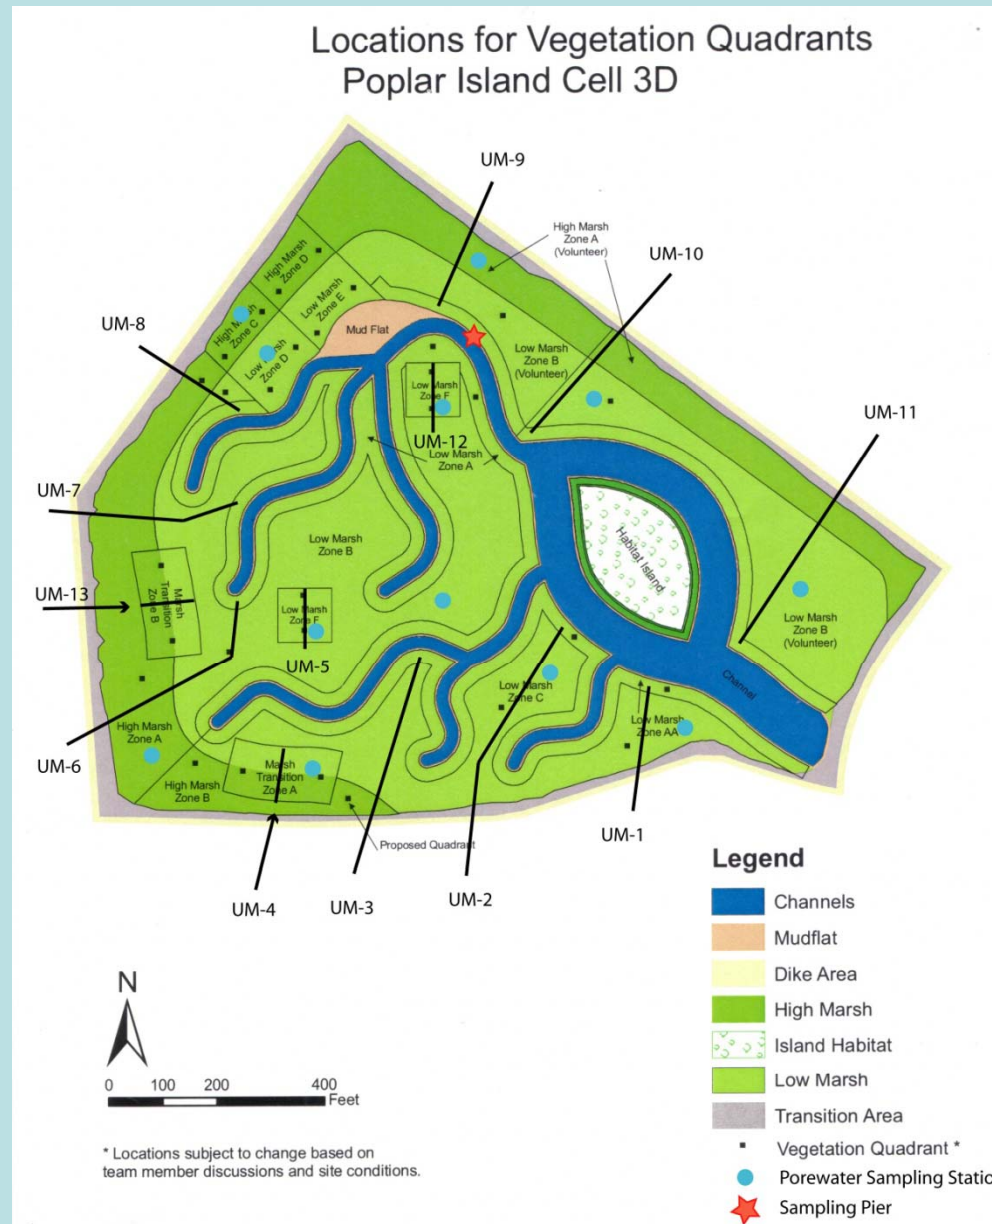 Locations for Vegetation Quadrants
Poplar Island Cell 3D
UM-9
High Marsh
Zone A
(Volunteer)
UM-10
High Marsh
Zone D
Low Marsh
Zone E
High Marsh
Zone C
UM-8
Mud Flat
Low Marsh
Zone D
Low Marsh
Zone B
(Volunteer)
Low Marsh
Zone F
UM-11
UM-12
Low Marsh
Zone A
UM-7
Low Marsh
Zone B
Habitat Island
UM-13
Marsh
Transition
Zone B
Low Marsh
Zone F
Low Marsh
Zone B
(Volunteer)
UM-5
Low Marsh
Zone C
Channel
High Marsh
Zone A
Low Marsh
Zone AA
UM-6
Marsh
Transition
Zone A
High Marsh
Zone B
UM-1
Proposed Quadrant
UM-4
UM-3
UM-2
Legend
Channels
Mudflat
Dike Area
High Marsh
Island Habitat
Low Marsh
Transition Area
Vegetation Quadrant *
Porewater Sampling Statio
Sampling Pier
N
0 100 200 400
Feet
* Locations subject to change based on
team member discussions and site conditions.